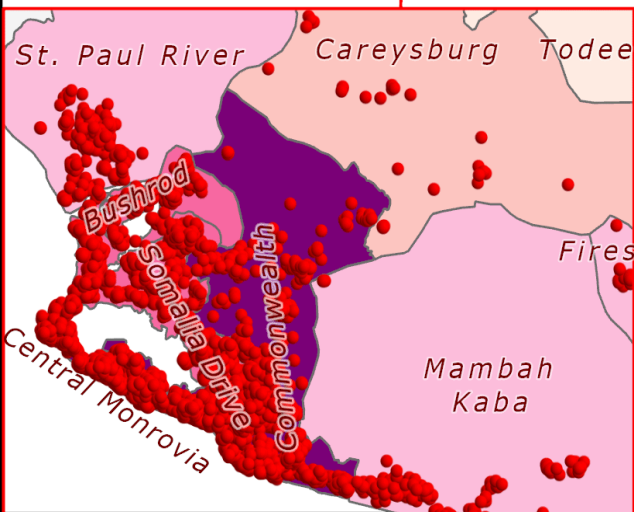 St. Paul River
Careysburg
Todee
Bushrod
Fires
Somalia Drive
Commonwealth
Central Monrovia
Mambah
Kaba